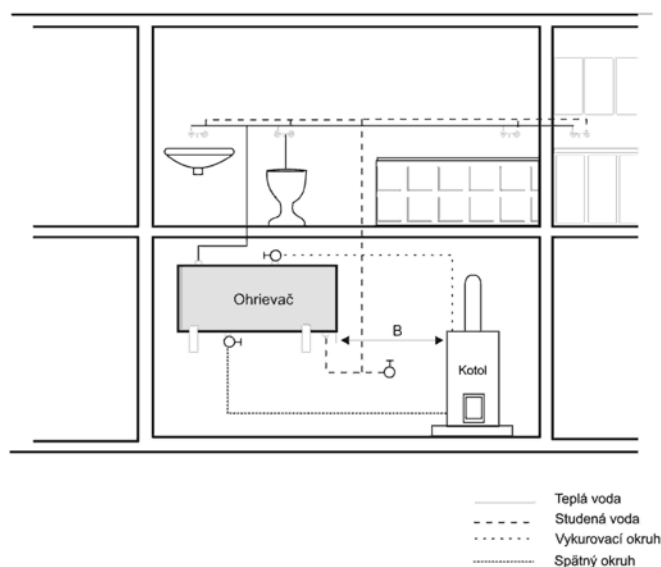 Ohrievač
B
Kotol
Teplá voda
Studená voda
Vykurovací okruh
Spätný okruh